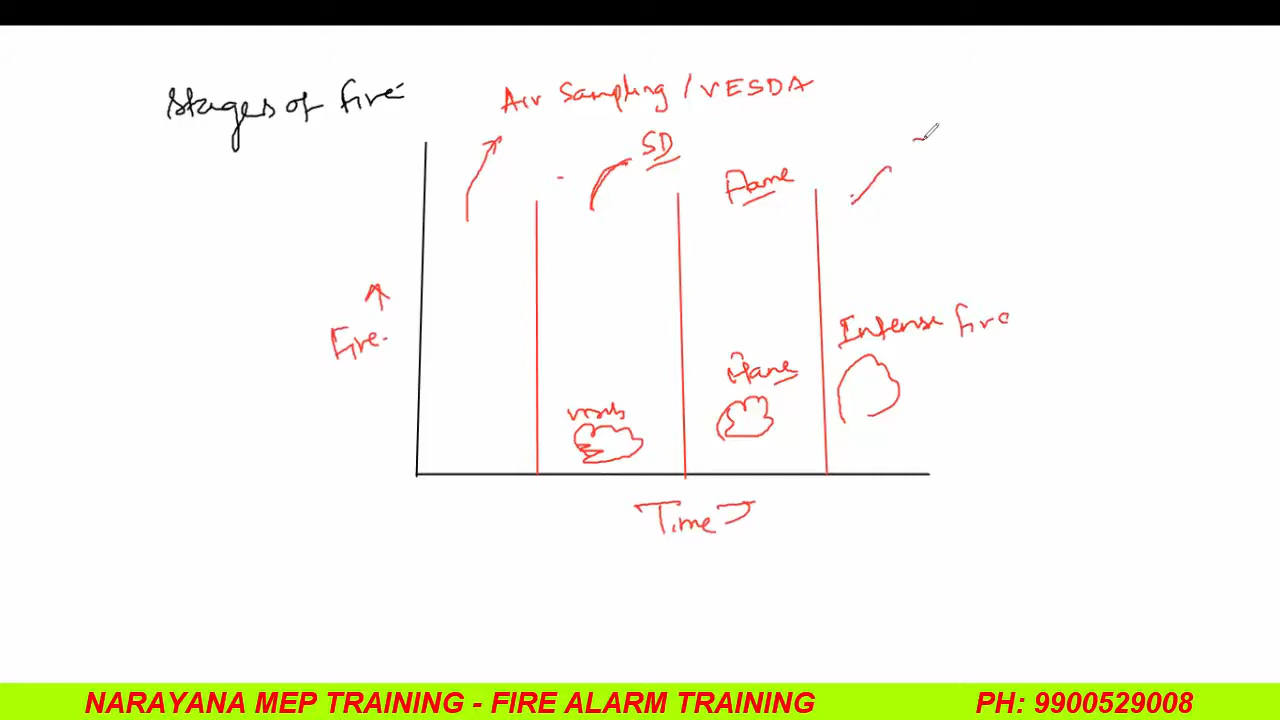 Stages of fire
Air Sampling / VESDA
SD
Flame
Fire
Intense fire
Flame
Time
NARAYANA MEP TRAINING - FIRE ALARM TRAINING PH: 9900529008